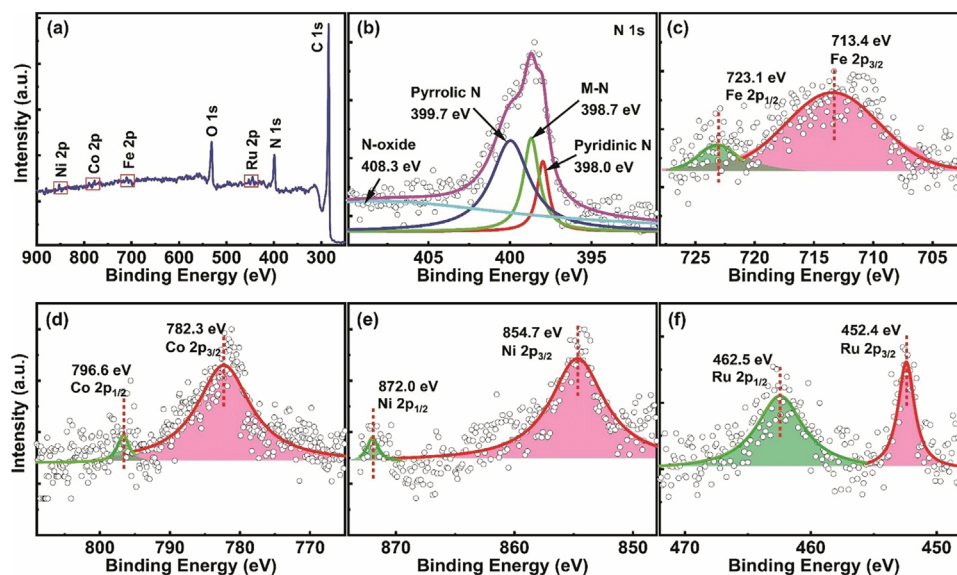 (a)
C 1s
O 1s
N 1s
Ru 2p
Fe 2p
Co 2p
Ni 2p
Intensity (a.u.)
900 800 700 600 500 400 300
Binding Energy (eV)
(b)
N 1s
Pyrrolic N
399.7 eV
M-N
398.7 eV
N-oxide
408.3 eV
Pyridinic N
398.0 eV
405 400 395
Binding Energy (eV)
(c)
713.4 eV
Fe 2p3/2
723.1 eV
Fe 2p1/2
725 720 715 710 705
Binding Energy (eV)
(d)
782.3 eV
Co 2p3/2
796.6 eV
Co 2p1/2
Intensity (a.u.)
800 790 780 770
Binding Energy (eV)
(e)
854.7 eV
Ni 2p3/2
872.0 eV
Ni 2p1/2
870 860 850
Binding Energy (eV)
(f)
452.4 eV
Ru 2p3/2
462.5 eV
Ru 2p1/2
470 460 450
Binding Energy (eV)